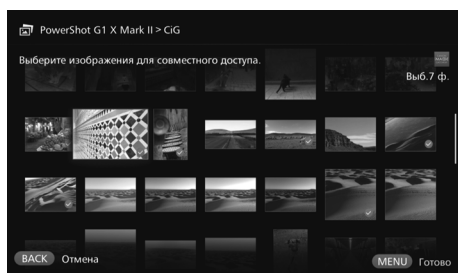 PowerShot G1 X Mark II > CiG
Выберите изображения для совместного доступа.
Выб.7 ф.
BACK Отмена
MENU Готово